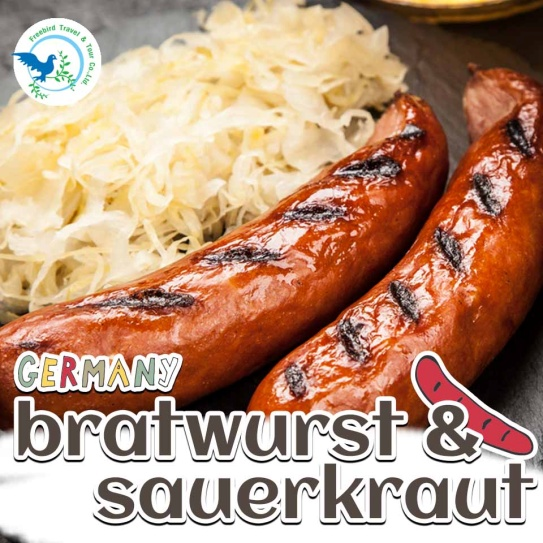 Freebird Travel & Tour Co.,Ltd.
GERMANY
bratwurst &
sauerkraut